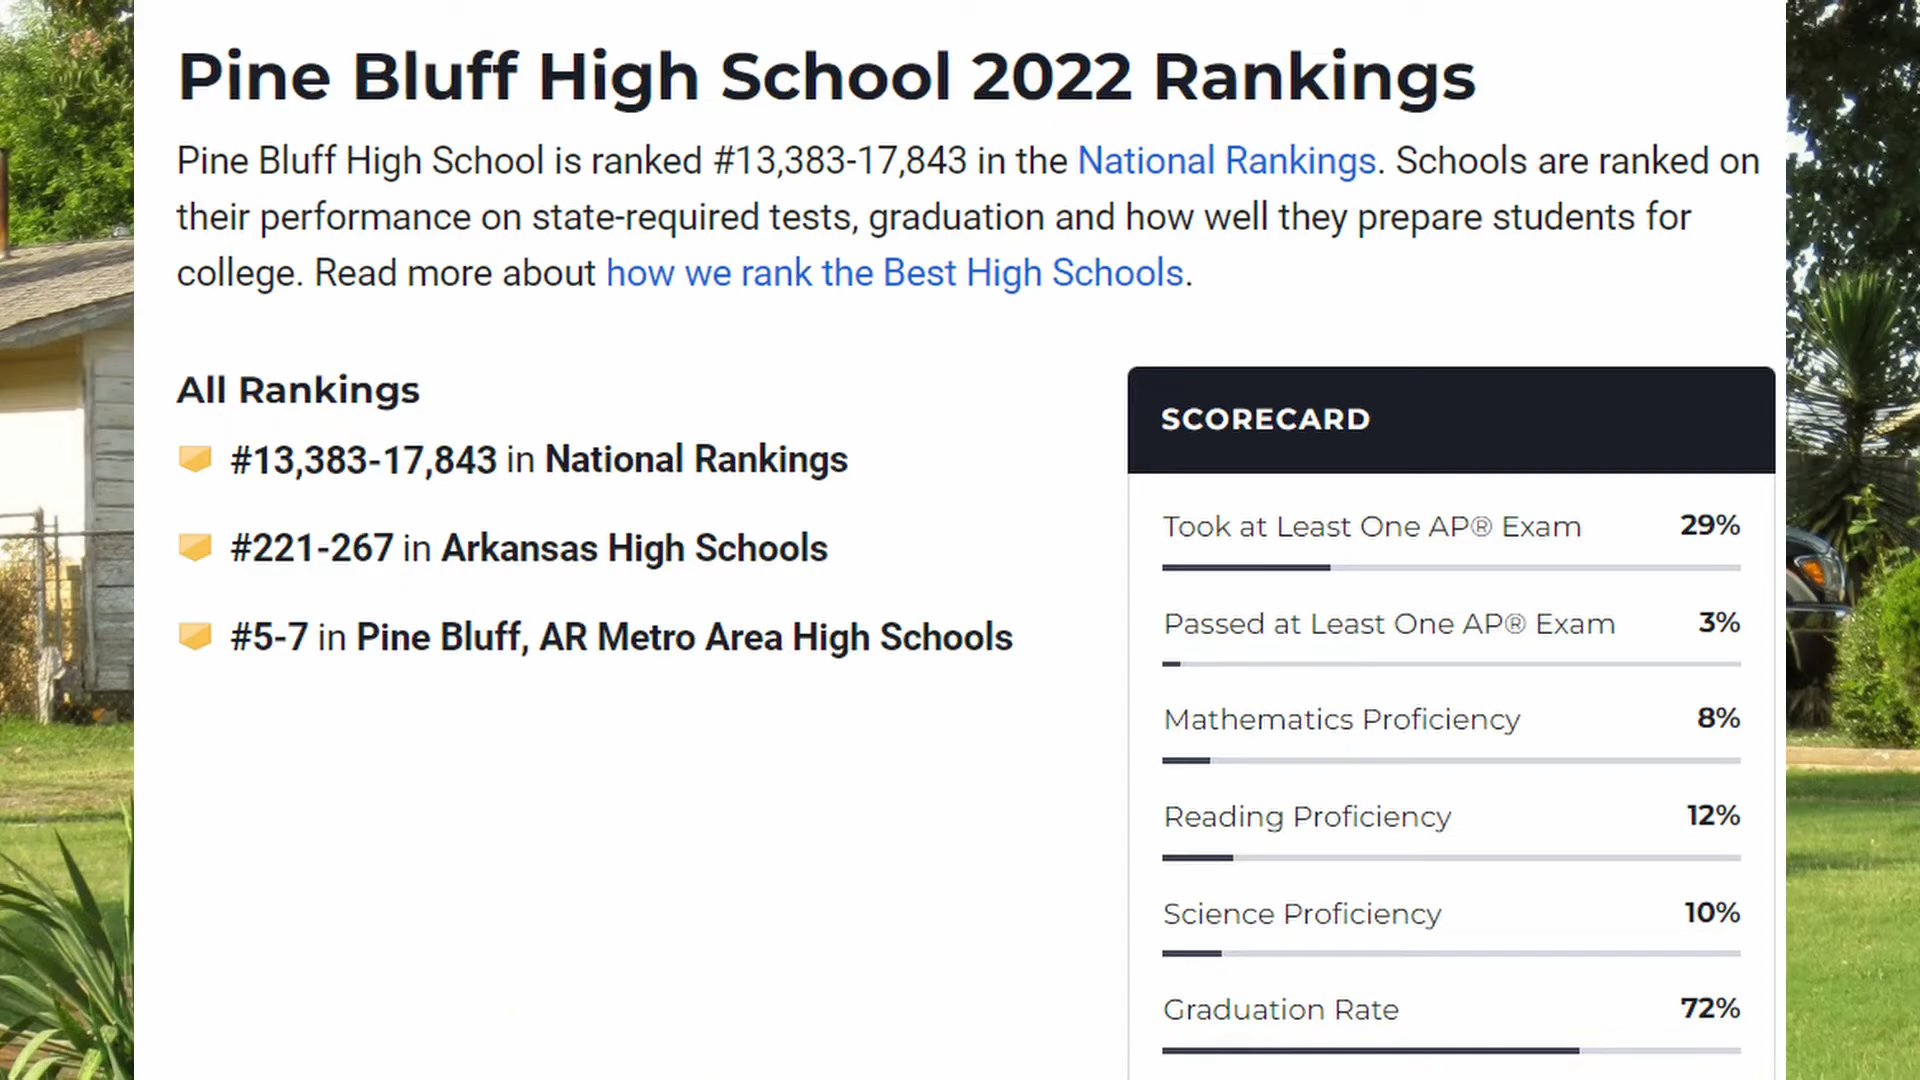 Pine Bluff High School 2022 Rankings
Pine Bluff High School is ranked #13,383-17,843 in the National Rankings. Schools are ranked on
their performance on state-required tests, graduation and how well they prepare students for
college. Read more about how we rank the Best High Schools.
All Rankings
#13,383-17,843 in National Rankings
#221-267 in Arkansas High Schools
#5-7 in Pine Bluff, AR Metro Area High Schools
SCORECARD
Took at Least One AP® Exam 29%
Passed at Least One AP® Exam 3%
Mathematics Proficiency 8%
Reading Proficiency 12%
Science Proficiency 10%
Graduation Rate 72%